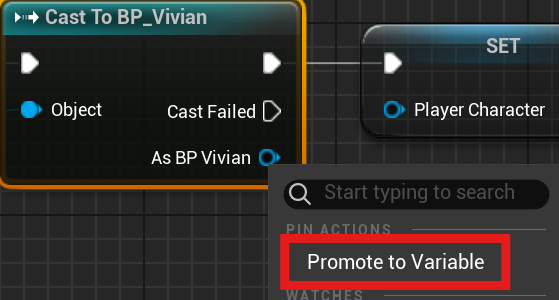 Cast To BP_Vivian
SET
Object
Cast Failed
Player Character
As BP Vivian
Start typing to search
PIN ACTIONS
Promote to Variable
WATCHES